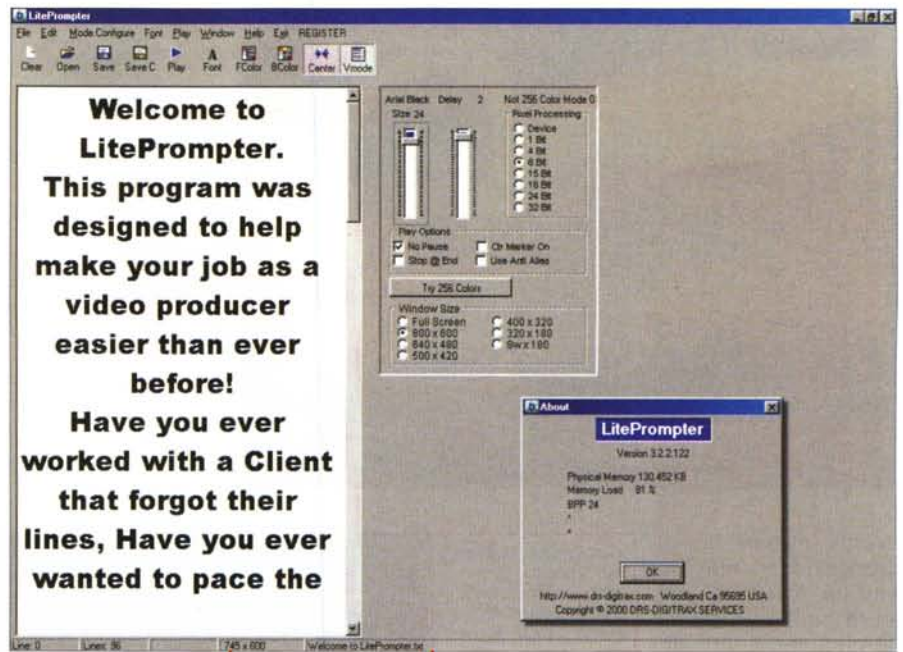 LitePrompter
File Edit Mode Configure Font Play Window Help Exit REGISTER
Clear Open Save Save C Play Font FColor BColor Center Vmode
Welcome to
LitePrompter.
This program was
designed to help
make your job as a
video producer
easier than ever
before!
Have you ever
worked with a Client
that forgot their
lines, Have you ever
wanted to pace the
Arial Black Delay 2 Not 256 Color Mode 0
Size 24
Pixel Processing
Device
1 Bit
4 Bit
8 Bit
15 Bit
16 Bit
24 Bit
32 Bit
Play Options
No Pause Ctr Marker On
Stop @ End Use Anti Alias
Try 256 Colors
Window Size
Full Screen 400 x 320
800 x 600 320 x 180
640 x 480 8w x 180
500 x 420
About
LitePrompter
Version 3.2.2.122
Physical Memory 130,452 KB
Memory Load 81 %
BPP 24
OK
http://www.drs-digitrax.com Woodland Ca 95695 USA
Copyright © 2000 DRS-DIGITRAX SERVICES
Line: 0 Lines: 96 745 x 600 Welcome to LitePrompter.txt